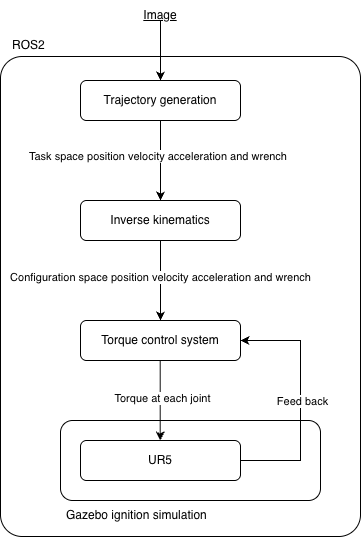 Image
ROS2
Trajectory generation
Task space position velocity acceleration and wrench
Inverse kinematics
Configuration space position velocity acceleration and wrench
Torque control system
Torque at each joint
Feed back
UR5
Gazebo ignition simulation